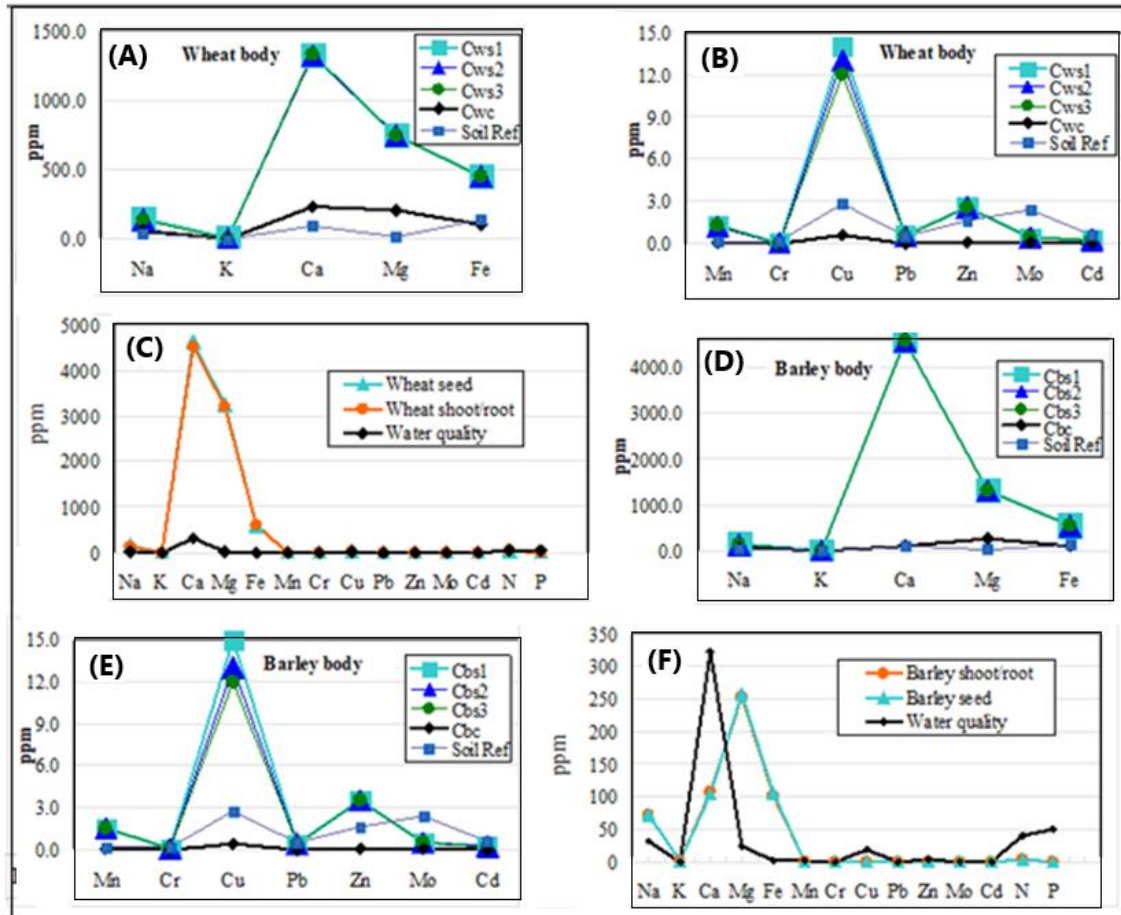 (A)
Wheat body
Cws1
Cws2
Cws3
Cwc
Soil Ref
1500.0
1000.0
500.0
0.0
ppm
Na K Ca Mg Fe
(B)
Wheat body
Cws1
Cws2
Cws3
Cwc
Soil Ref
15.0
12.0
9.0
6.0
3.0
0.0
ppm
Mn Cr Cu Pb Zn Mo Cd
(C)
Wheat seed
Wheat shoot/root
Water quality
5000
4000
3000
2000
1000
0
ppm
Na K Ca Mg Fe Mn Cr Cu Pb Zn Mo Cd N P
(D)
Barley body
Cbs1
Cbs2
Cbs3
Cbc
Soil Ref
4000.0
3000.0
2000.0
1000.0
0.0
ppm
Na K Ca Mg Fe
(E)
Barley body
Cbs1
Cbs2
Cbs3
Cbc
Soil Ref
15.0
12.0
9.0
6.0
3.0
0.0
ppm
Mn Cr Cu Pb Zn Mo Cd
(F)
Barley shoot/root
Barley seed
Water quality
350
300
250
200
150
100
50
0
ppm
Na K Ca Mg Fe Mn Cr Cu Pb Zn Mo Cd N P